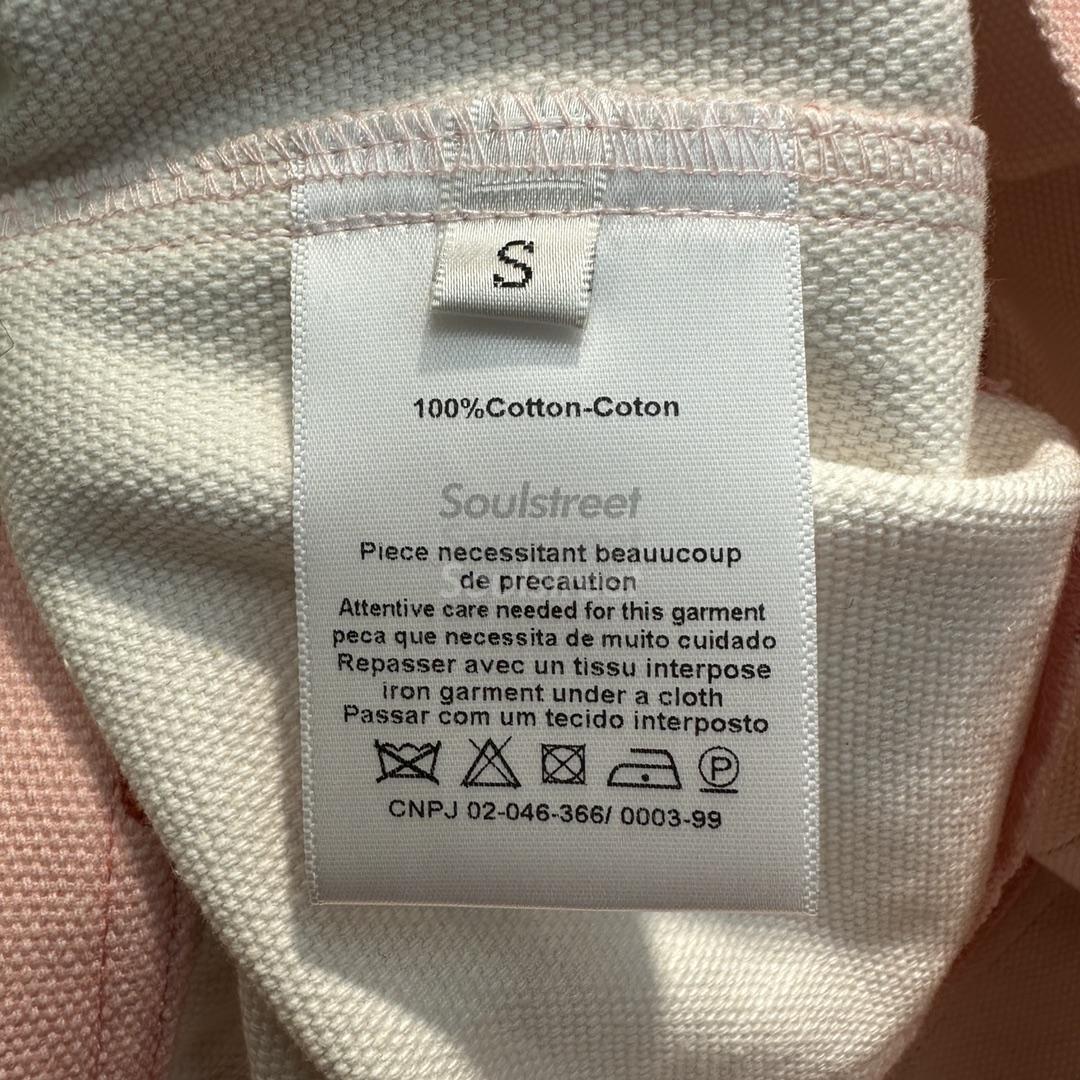 S
100%Cotton-Coton
Soulstreet
Piece necessitant beauucoup
de precaution
Attentive care needed for this garment
peca que necessita de muito cuidado
Repasser avec un tissu interpose
iron garment under a cloth
Passar com um tecido interposto
P
CNPJ 02-046-366/ 0003-99